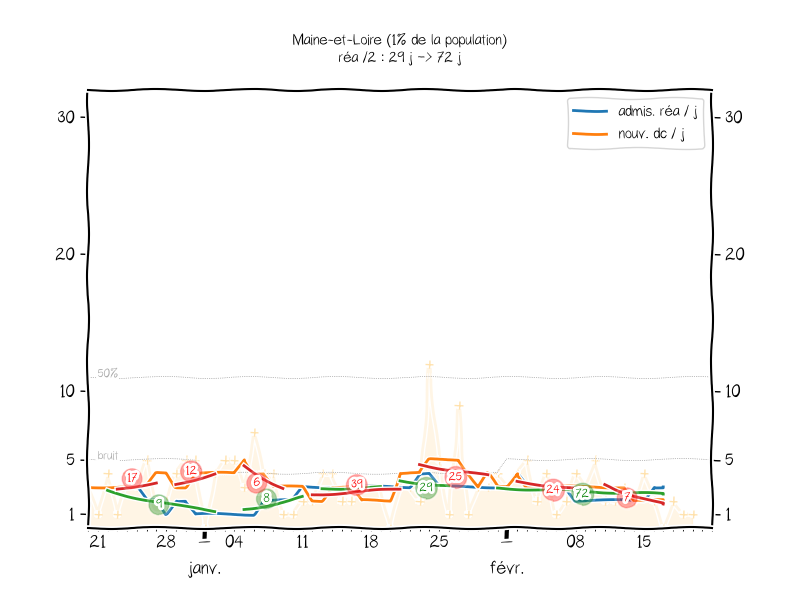 Maine-et-Loire (1% de la population)
réa /2 : 29 j -> 72 j
admis. réa / j
nouv. dc / j
30 30
20 20
50%
10 10
bruit
5 5
17 12 6 39 25 24 7
9 8 29 72
1 1
21 28 04 11 18 25 08 15
janv. févr.